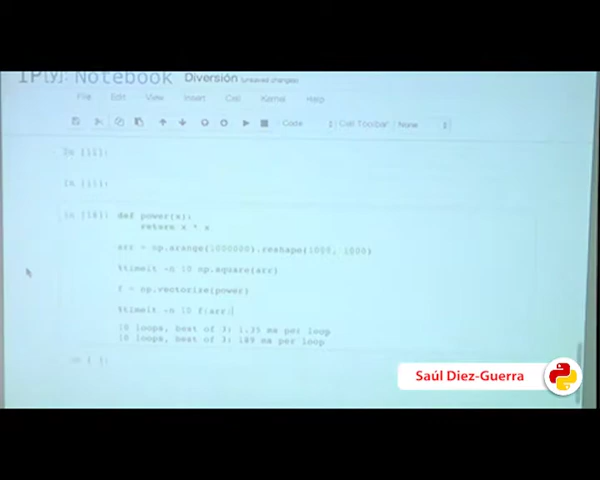 IP[y]: Notebook Diversión (unsaved changes)
File Edit View Insert Cell Kernel Help
Code Cell Toolbar: None
In [11]:
In [18]: def power(x):
return x * x
arr = np.arange(1000000).reshape(1000, 1000)
%timeit -n 10 np.square(arr)
f = np.vectorize(power)
%timeit -n 10 f(arr)
10 loops, best of 3: 1.35 ms per loop
10 loops, best of 3: 189 ms per loop
In [ ]:
Saúl Diez-Guerra